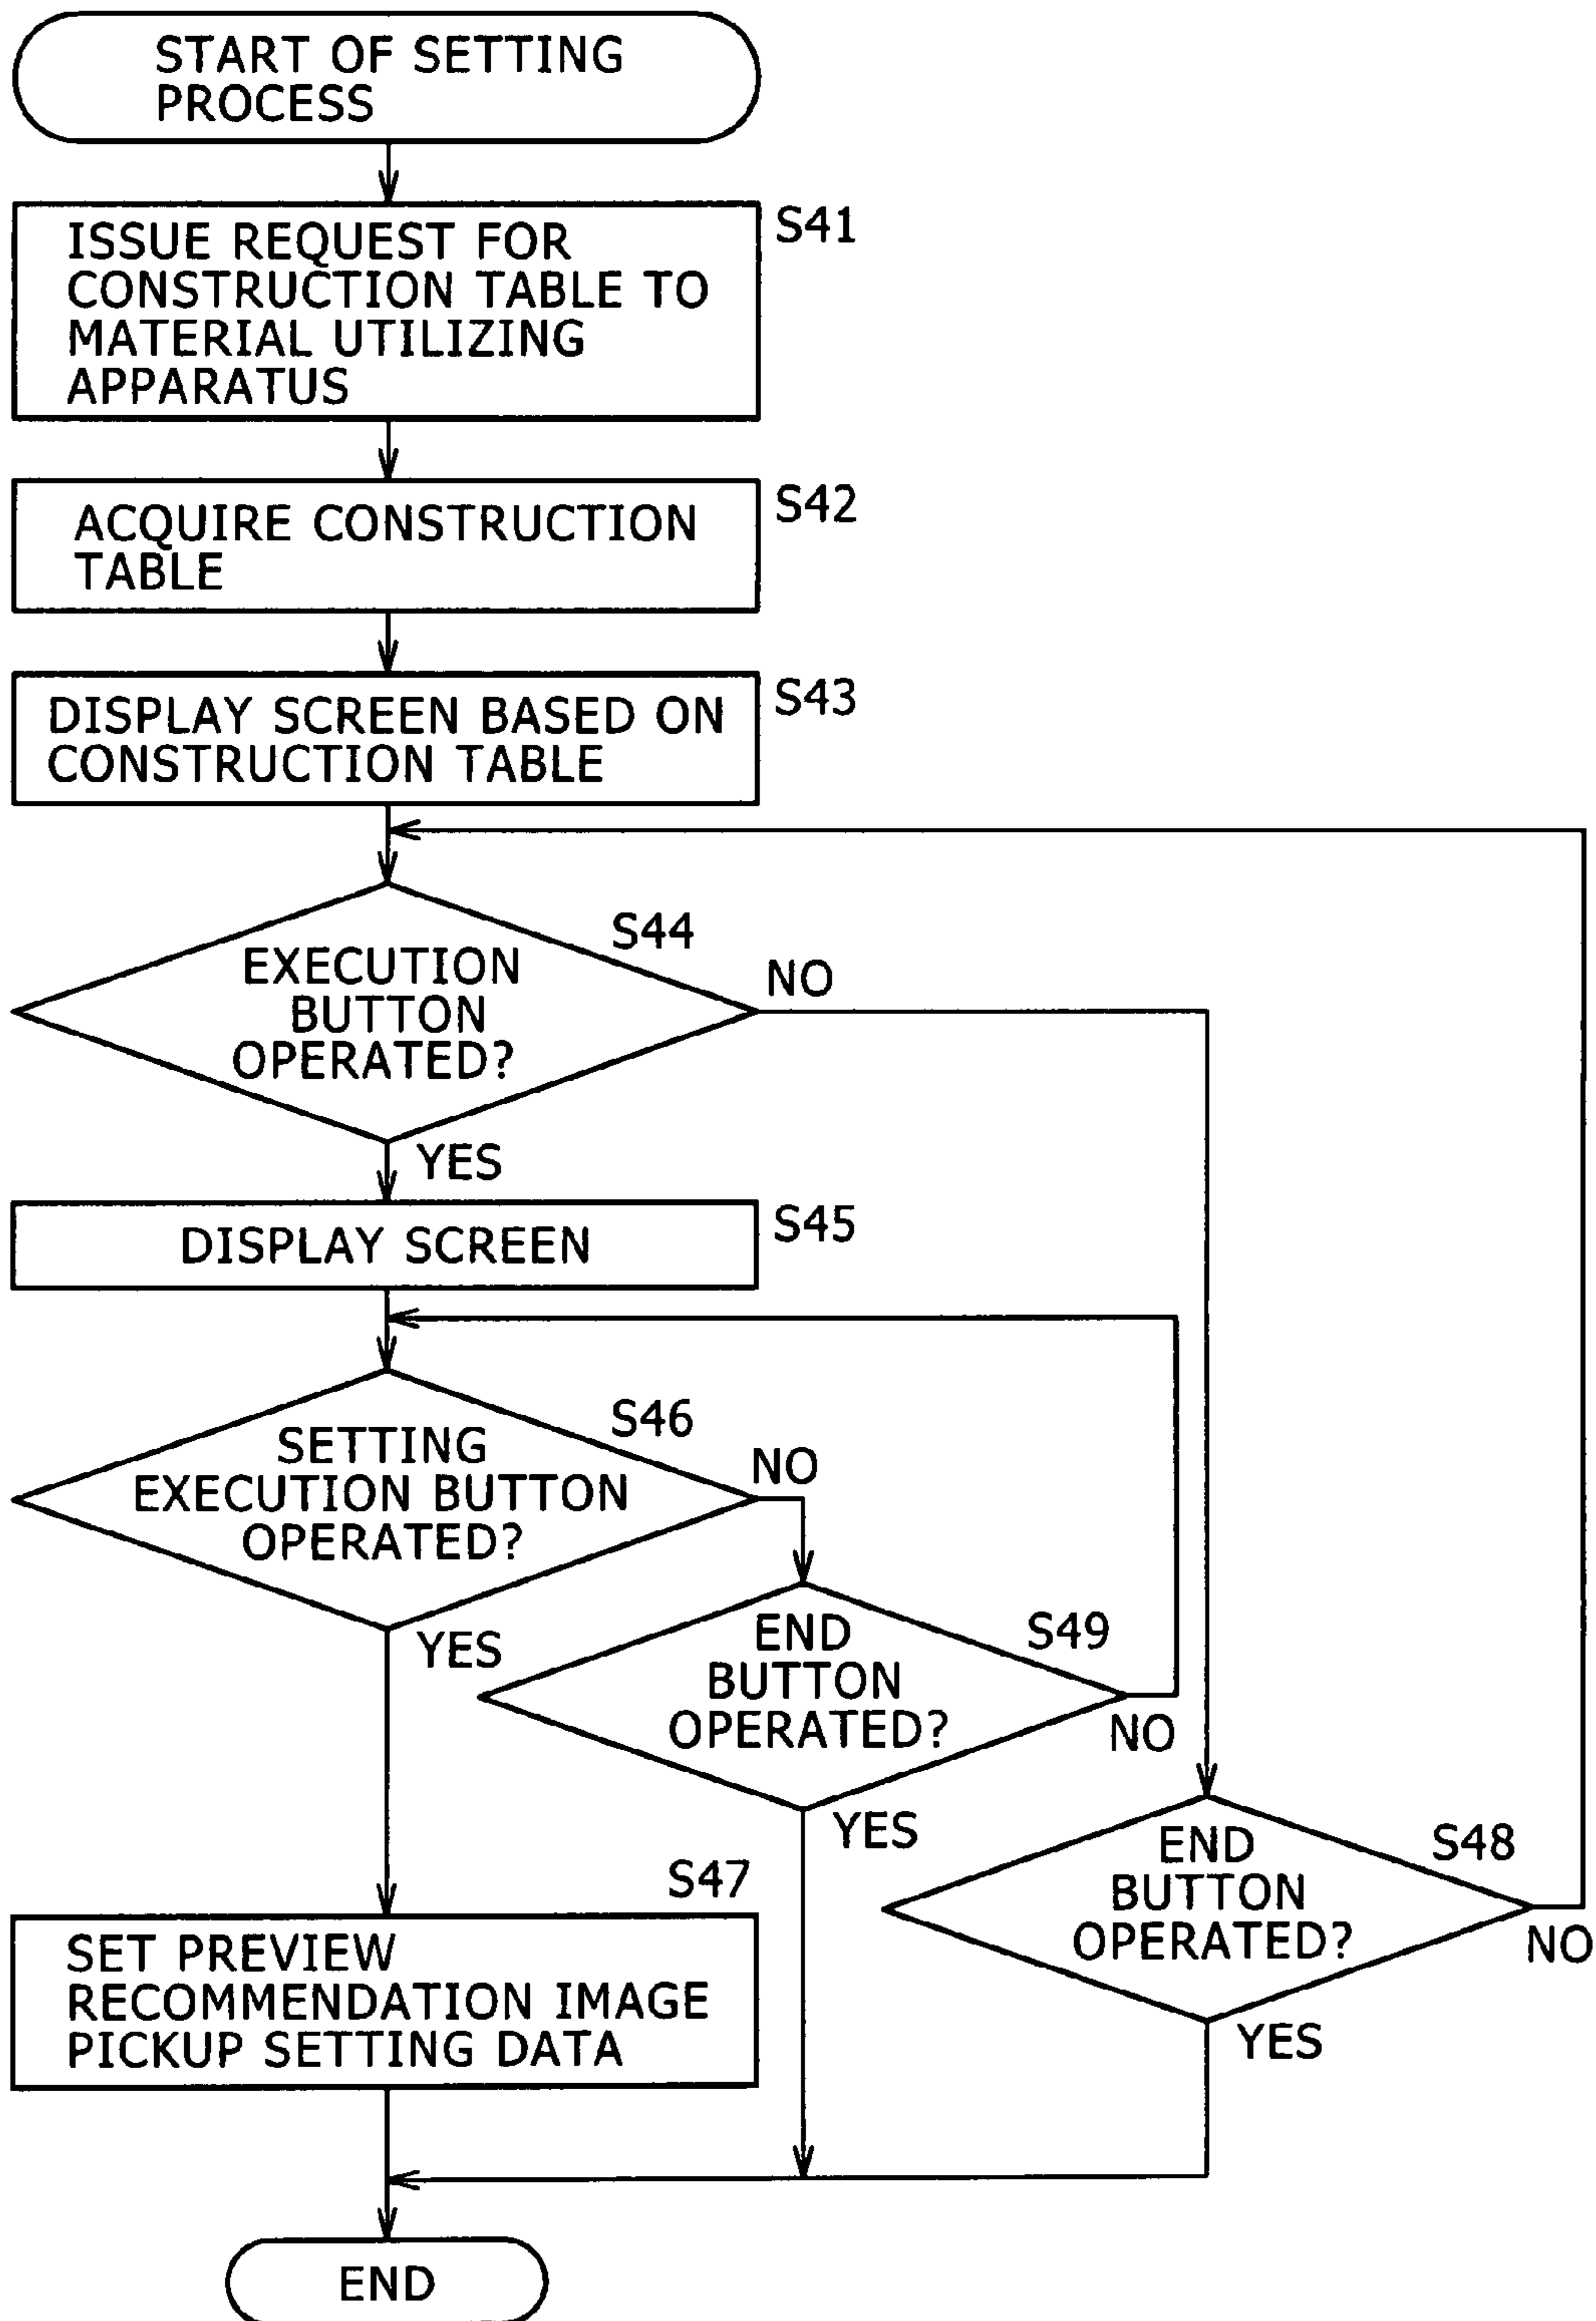 START OF SETTING
PROCESS
S41
ISSUE REQUEST FOR
CONSTRUCTION TABLE TO
MATERIAL UTILIZING
APPARATUS
S42
ACQUIRE CONSTRUCTION
TABLE
S43
DISPLAY SCREEN BASED ON
CONSTRUCTION TABLE
S44
EXECUTION
BUTTON
OPERATED?
NO
YES
S45
DISPLAY SCREEN
S46
SETTING
EXECUTION BUTTON
OPERATED?
NO
YES
S49
END
BUTTON
OPERATED?
NO
YES
S48
END
BUTTON
OPERATED?
NO
YES
S47
SET PREVIEW
RECOMMENDATION IMAGE
PICKUP SETTING DATA
END